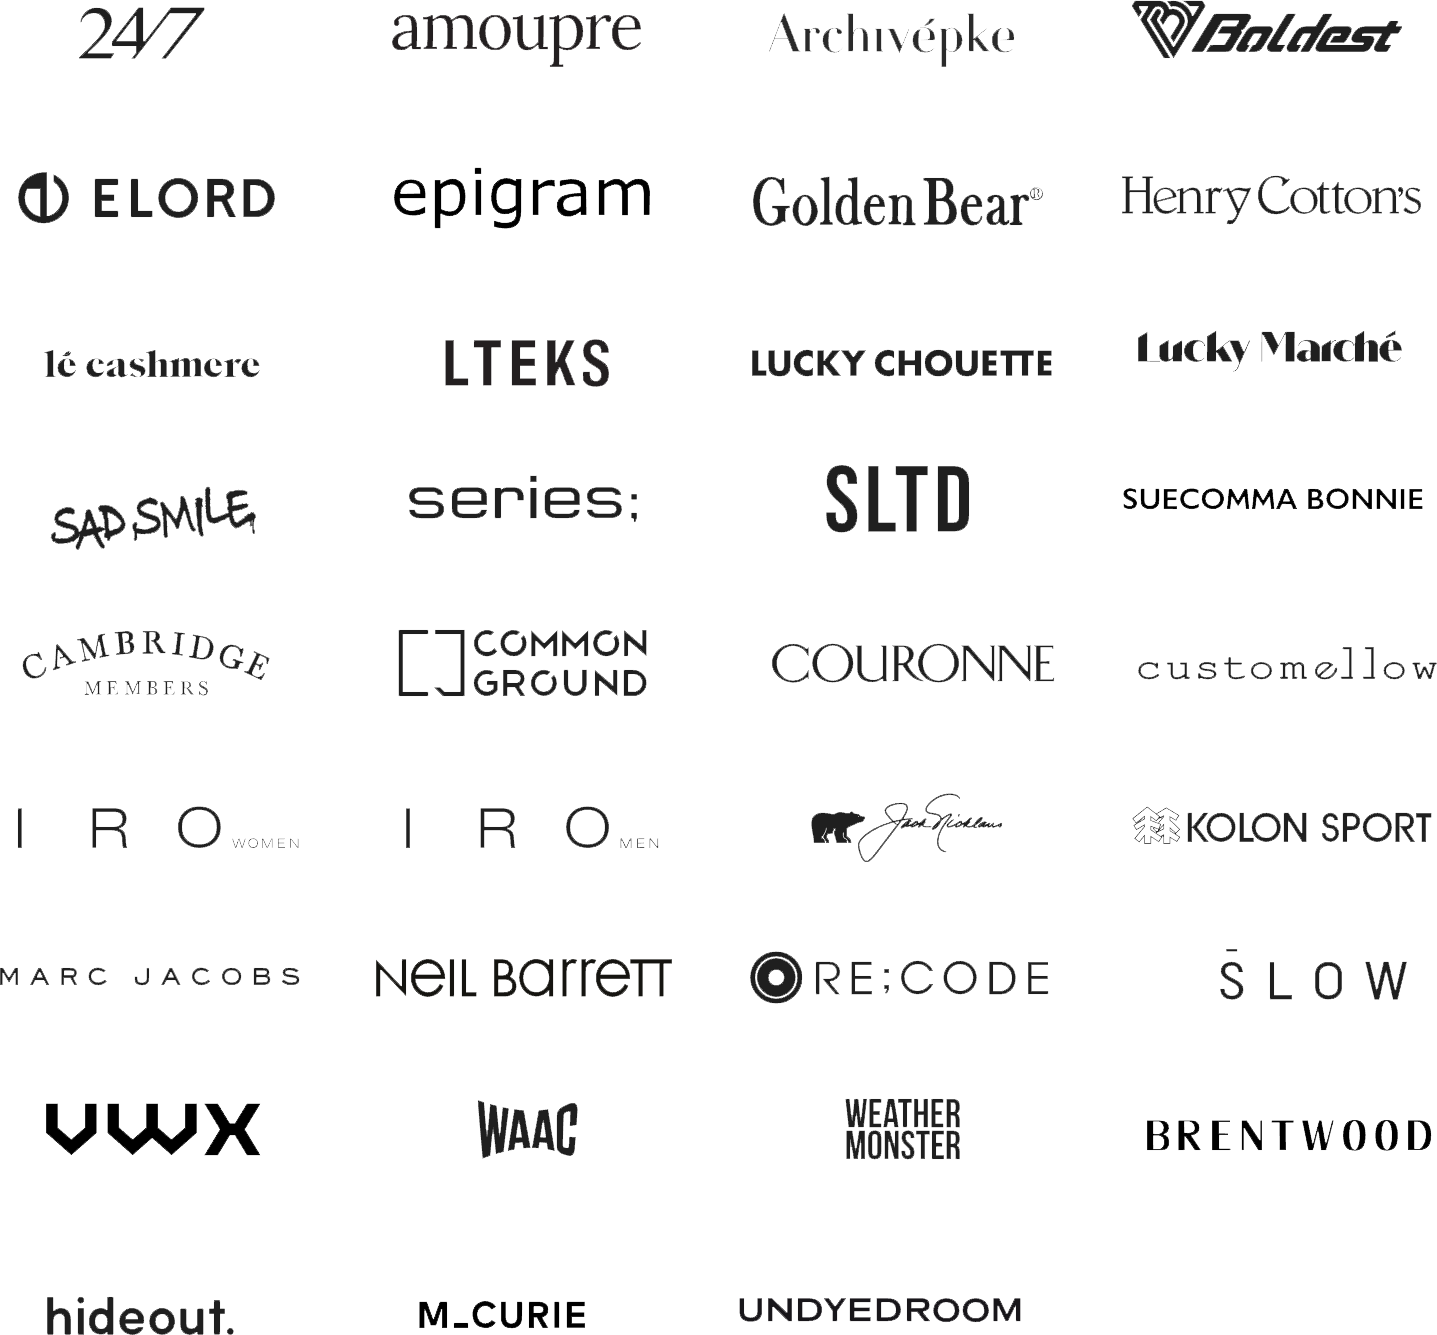 24/7
amoupre
Archivépke
Boldest
ELORD
epigram
Golden Bear®
Henry Cotton's
lé cashmere
LTEKS
LUCKY CHOUETTE
Lucky Marché
SAD SMILE
series;
SLTD
SUECOMMA BONNIE
CAMBRIDGE
MEMBERS
COMMON
GROUND
COURONNE
customellow
IRO WOMEN
IRO MEN
Jack Nicklaus
KOLON SPORT
MARC JACOBS
NeIL BarreTT
RE;CODE
S̄LOW
VWX
WAAC
WEATHER
MONSTER
BRENTWOOD
hideout.
M_CURIE
UNDYEDROOM